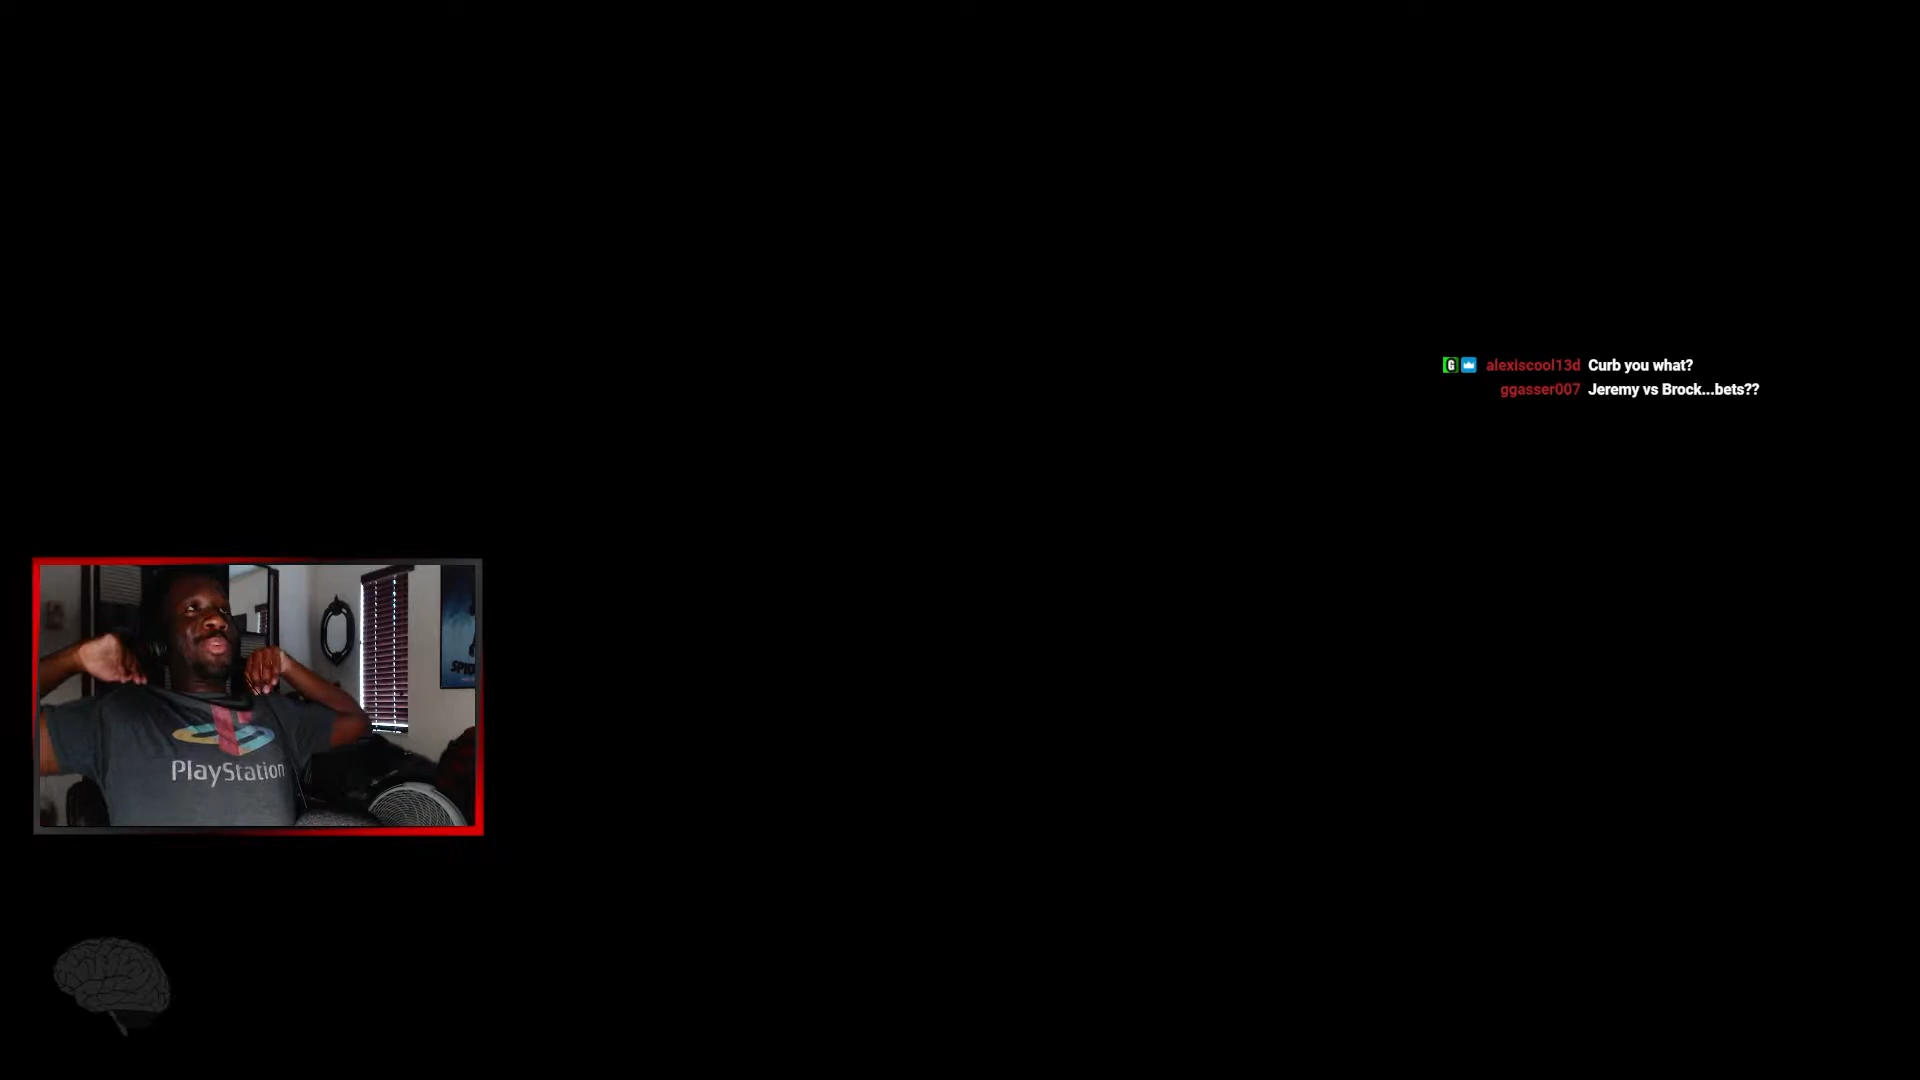 alexiscool13d Curb you what?
ggasser007 Jeremy vs Brock...bets??
PlayStation